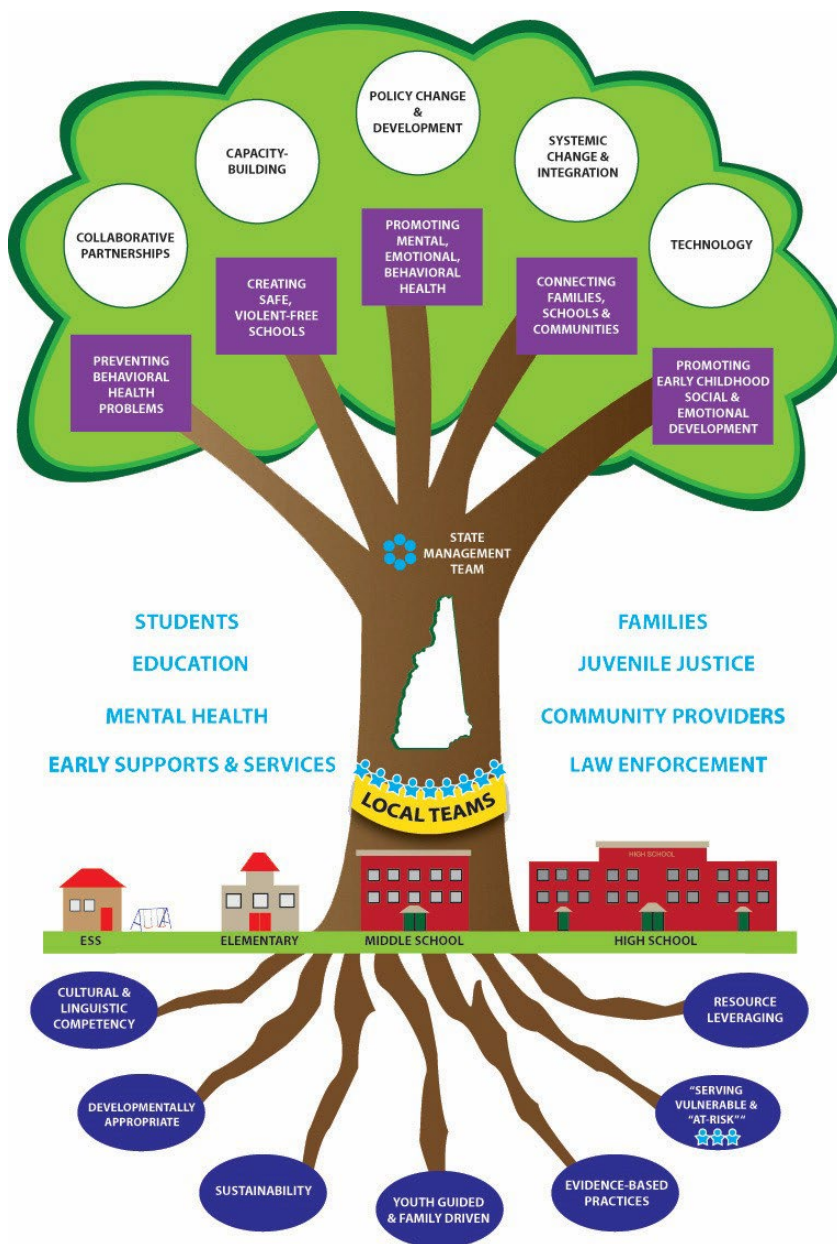 POLICY CHANGE
&
DEVELOPMENT
CAPACITY-
BUILDING
SYSTEMIC
CHANGE &
INTEGRATION
COLLABORATIVE
PARTNERSHIPS
TECHNOLOGY
PROMOTING
MENTAL,
EMOTIONAL,
BEHAVIORAL
HEALTH
CREATING
SAFE,
VIOLENT-FREE
SCHOOLS
CONNECTING
FAMILIES,
SCHOOLS &
COMMUNITIES
PREVENTING
BEHAVIORAL
HEALTH
PROBLEMS
PROMOTING
EARLY CHILDHOOD
SOCIAL &
EMOTIONAL
DEVELOPMENT
STATE
MANAGEMENT
TEAM
STUDENTS
EDUCATION
MENTAL HEALTH
EARLY SUPPORTS & SERVICES
FAMILIES
JUVENILE JUSTICE
COMMUNITY PROVIDERS
LAW ENFORCEMENT
LOCAL TEAMS
HIGH SCHOOL
ESS
ELEMENTARY
MIDDLE SCHOOL
HIGH SCHOOL
CULTURAL &
LINGUISTIC
COMPETENCY
RESOURCE
LEVERAGING
DEVELOPMENTALLY
APPROPRIATE
"SERVING
VULNERABLE &
"AT-RISK""
SUSTAINABILITY
YOUTH GUIDED
& FAMILY DRIVEN
EVIDENCE-BASED
PRACTICES